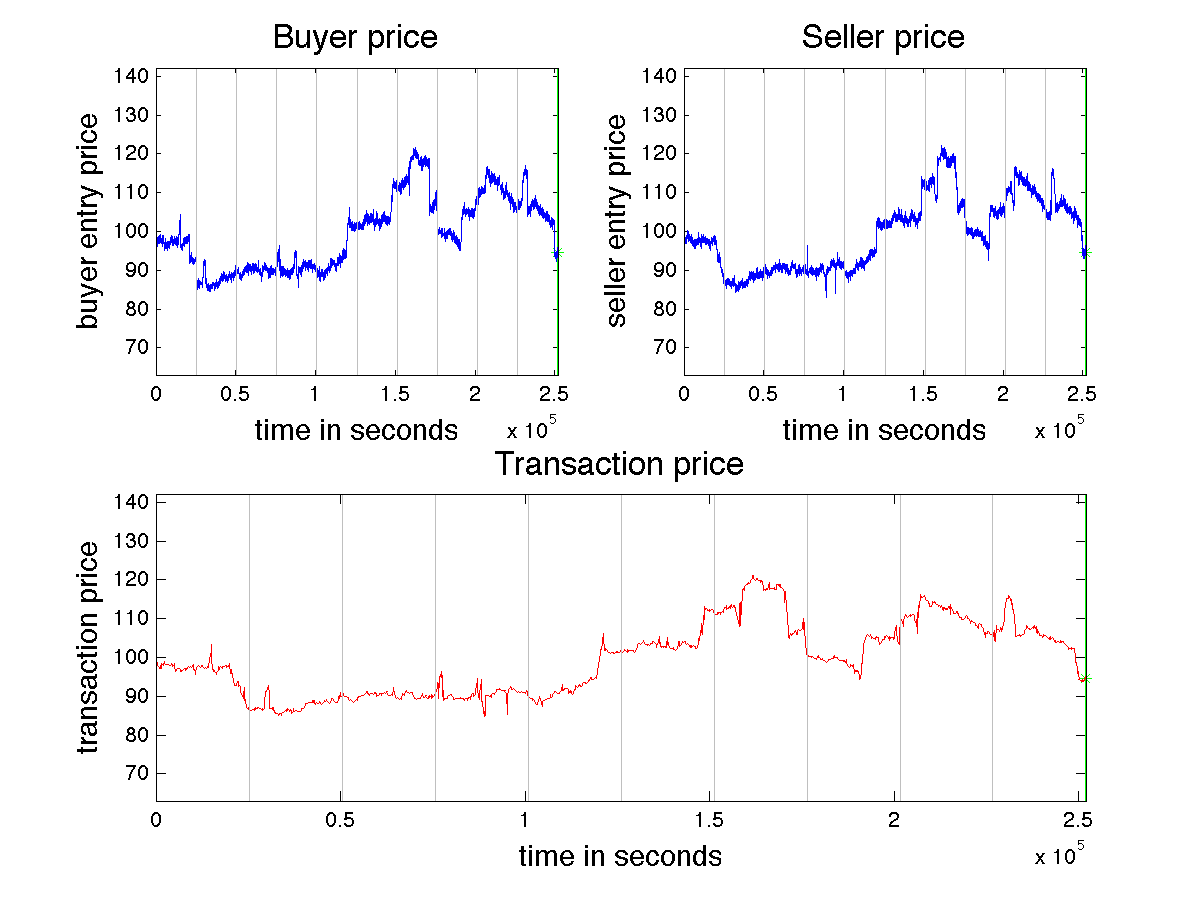 Buyer price
buyer entry price
140
130
120
110
100
90
80
70
0 0.5 1 1.5 2 2.5
x 10^5
time in seconds
Seller price
seller entry price
140
130
120
110
100
90
80
70
0 0.5 1 1.5 2 2.5
x 10^5
time in seconds
Transaction price
transaction price
140
130
120
110
100
90
80
70
0 0.5 1 1.5 2 2.5
x 10^5
time in seconds